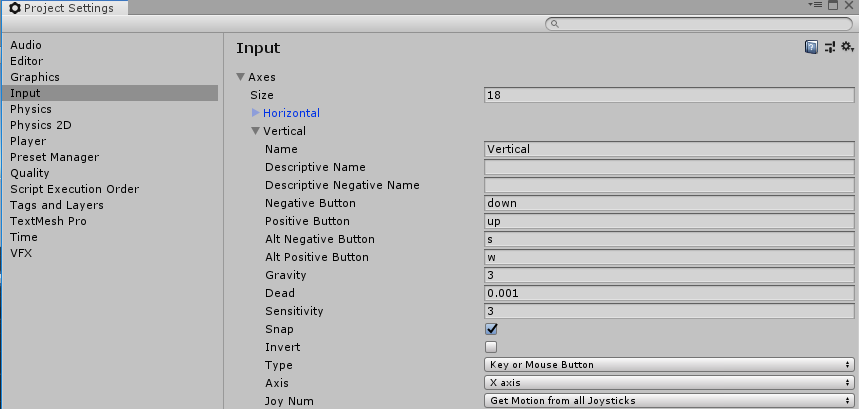 Project Settings
Audio
Editor
Graphics
Input
Physics
Physics 2D
Player
Preset Manager
Quality
Script Execution Order
Tags and Layers
TextMesh Pro
Time
VFX
Input
Axes
Size 18
Horizontal
Vertical
Name Vertical
Descriptive Name
Descriptive Negative Name
Negative Button down
Positive Button up
Alt Negative Button s
Alt Positive Button w
Gravity 3
Dead 0.001
Sensitivity 3
Snap
Invert
Type Key or Mouse Button
Axis X axis
Joy Num Get Motion from all Joysticks